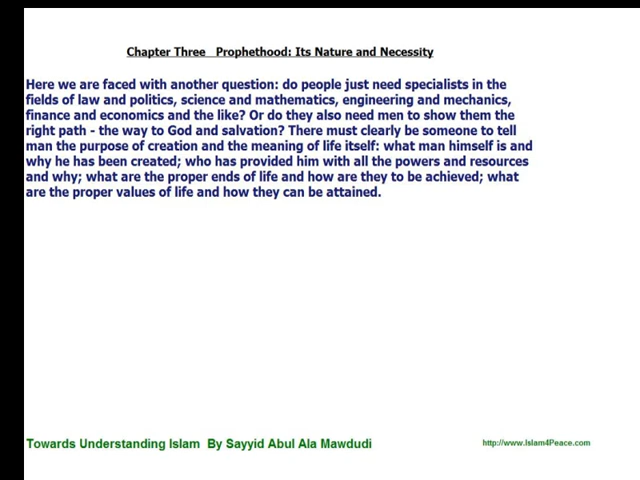 Chapter Three   Prophethood: Its Nature and Necessity
Here we are faced with another question: do people just need specialists in the
fields of law and politics, science and mathematics, engineering and mechanics,
finance and economics and the like? Or do they also need men to show them the
right path - the way to God and salvation? There must clearly be someone to tell
man the purpose of creation and the meaning of life itself: what man himself is and
why he has been created; who has provided him with all the powers and resources
and why; what are the proper ends of life and how are they to be achieved; what
are the proper values of life and how they can be attained.
Towards Understanding Islam  By Sayyid Abul Ala Mawdudi
http://www.Islam4Peace.com